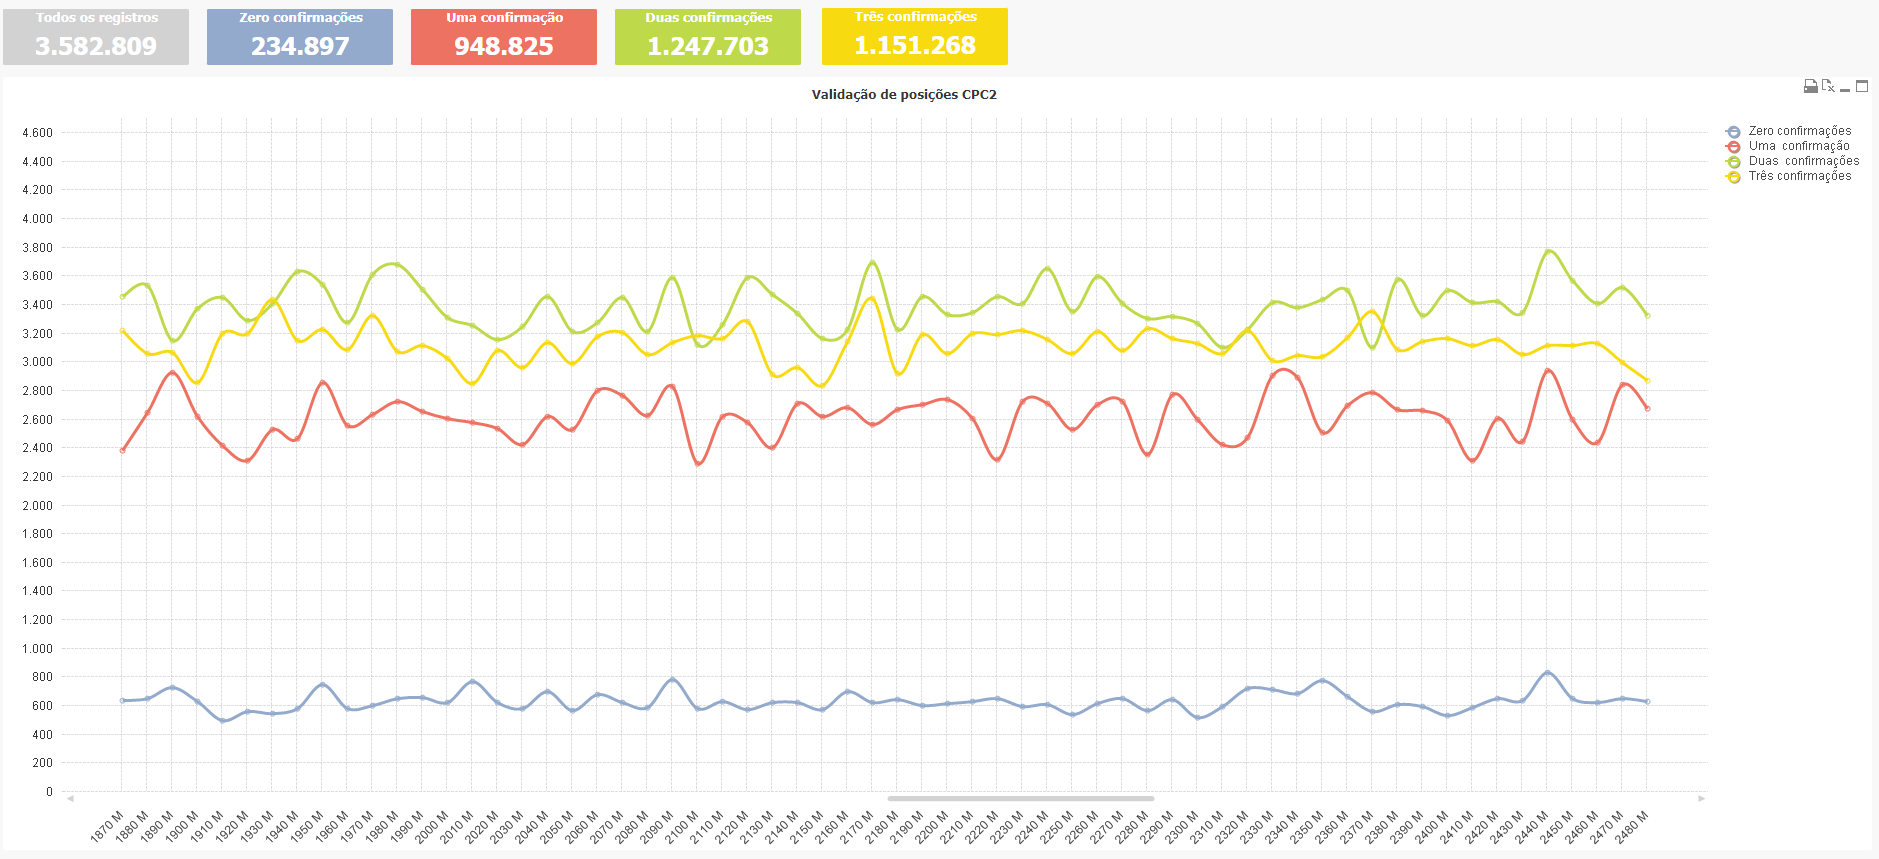 Todos os registros
3.582.809
Zero confirmações
234.897
Uma confirmação
948.825
Duas confirmações
1.247.703
Três confirmações
1.151.268
Validação de posições CPC2
Zero confirmações
Uma confirmação
Duas confirmações
Três confirmações
4.600
4.400
4.200
4.000
3.800
3.600
3.400
3.200
3.000
2.800
2.600
2.400
2.200
2.000
1.800
1.600
1.400
1.200
1.000
800
600
400
200
0
1870 M
1880 M
1890 M
1900 M
1910 M
1920 M
1930 M
1940 M
1950 M
1960 M
1970 M
1980 M
1990 M
2000 M
2010 M
2020 M
2030 M
2040 M
2050 M
2060 M
2070 M
2080 M
2090 M
2100 M
2110 M
2120 M
2130 M
2140 M
2150 M
2160 M
2170 M
2180 M
2190 M
2200 M
2210 M
2220 M
2230 M
2240 M
2250 M
2260 M
2270 M
2280 M
2290 M
2300 M
2310 M
2320 M
2330 M
2340 M
2350 M
2360 M
2370 M
2380 M
2390 M
2400 M
2410 M
2420 M
2430 M
2440 M
2450 M
2460 M
2470 M
2480 M